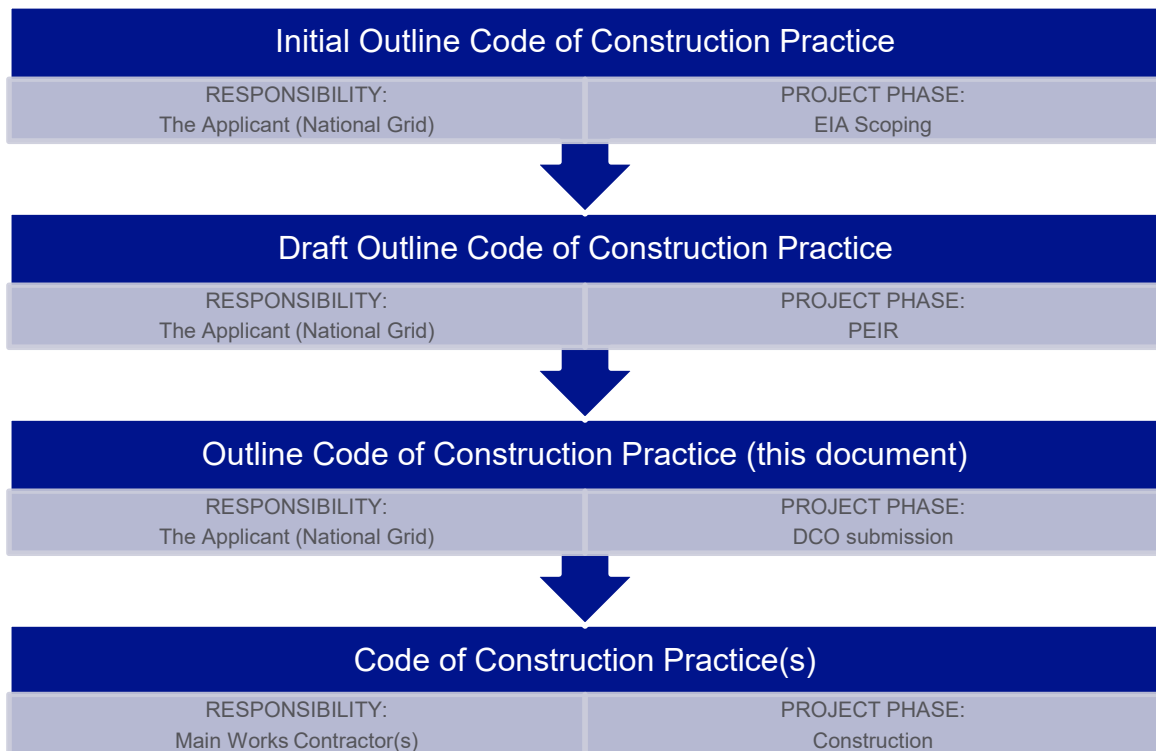 Initial Outline Code of Construction Practice
RESPONSIBILITY:
The Applicant (National Grid)
PROJECT PHASE:
EIA Scoping
Draft Outline Code of Construction Practice
RESPONSIBILITY:
The Applicant (National Grid)
PROJECT PHASE:
PEIR
Outline Code of Construction Practice (this document)
RESPONSIBILITY:
The Applicant (National Grid)
PROJECT PHASE:
DCO submission
Code of Construction Practice(s)
RESPONSIBILITY:
Main Works Contractor(s)
PROJECT PHASE:
Construction